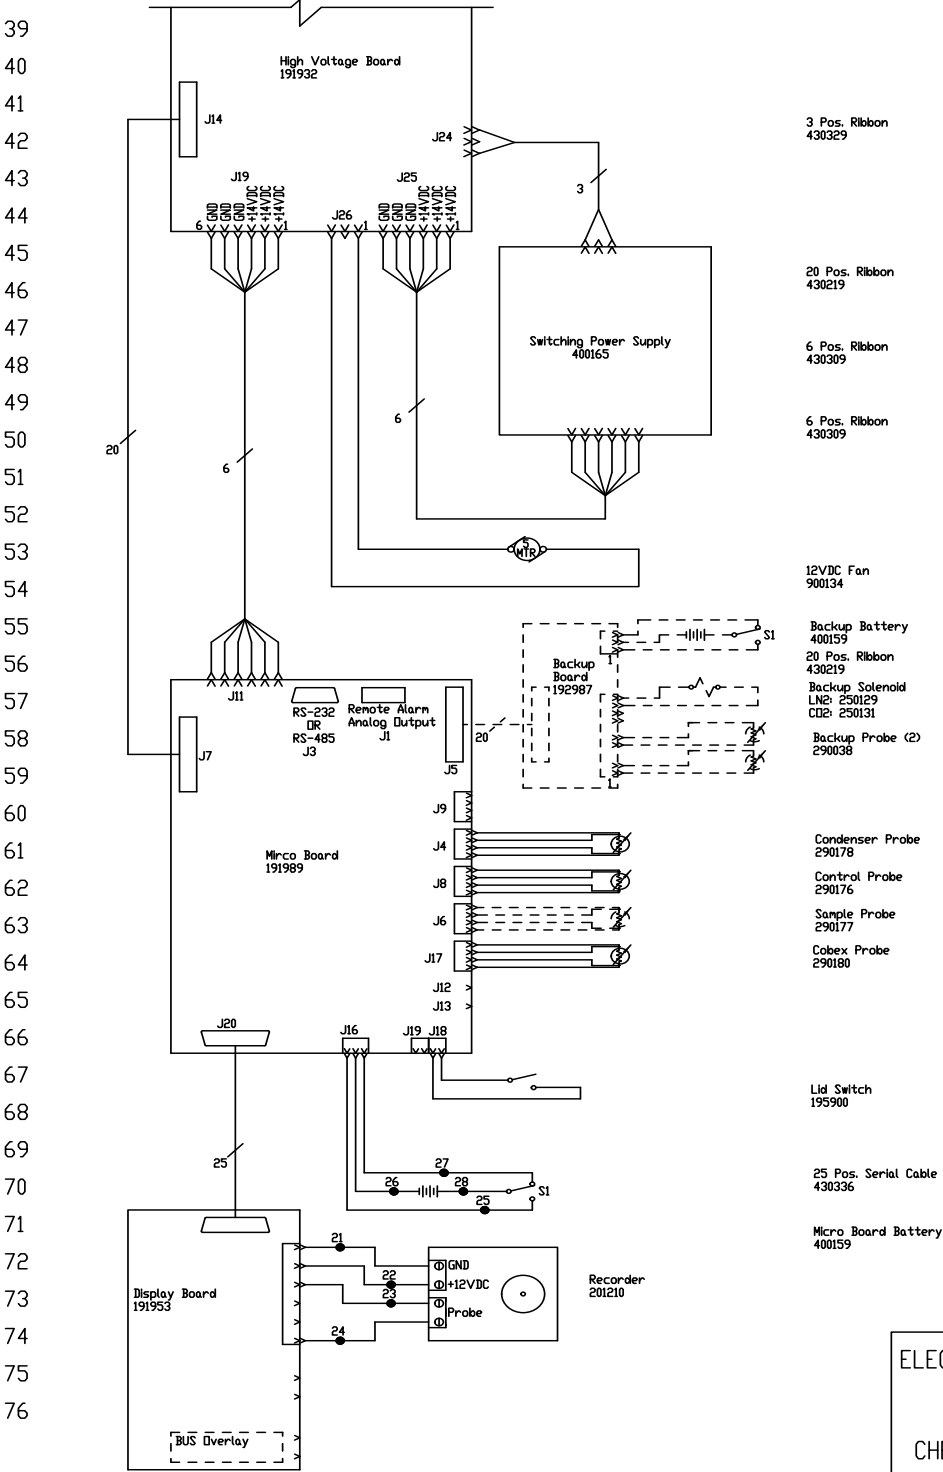 39
40
41
42
43
44
45
46
47
48
49
50
51
52
53
54
55
56
57
58
59
60
61
62
63
64
65
66
67
68
69
70
71
72
73
74
75
76
High Voltage Board
191932
J14
J24
J19
J25
6
GND
GND
GND
+14VDC
+14VDC
+14VDC
1
J26
1
GND
GND
GND
+14VDC
+14VDC
+14VDC
1
3
Switching Power Supply
400165
6
20
6
5
MTR
S1
1
Backup
Board
192987
1
J11
RS-232
OR
RS-485
J3
Remote Alarm
Analog Output
J1
20
J7
J5
J9
J4
J8
J6
J17
J12
J13
Mirco Board
191989
J20
J16
J19
J18
25
27
26
28
25
S1
21
22
23
24
GND
+12VDC
Probe
Display Board
191953
Recorder
201210
BUS Overlay
3 Pos. Ribbon
430329
20 Pos. Ribbon
430219
6 Pos. Ribbon
430309
6 Pos. Ribbon
430309
12VDC Fan
900134
Backup Battery
400159
20 Pos. Ribbon
430219
Backup Solenoid
LN2: 250129
CO2: 250131
Backup Probe (2)
290038
Condenser Probe
290178
Control Probe
290176
Sample Probe
290177
Cobex Probe
290180
Lid Switch
195900
25 Pos. Serial Cable
430336
Micro Board Battery
400159